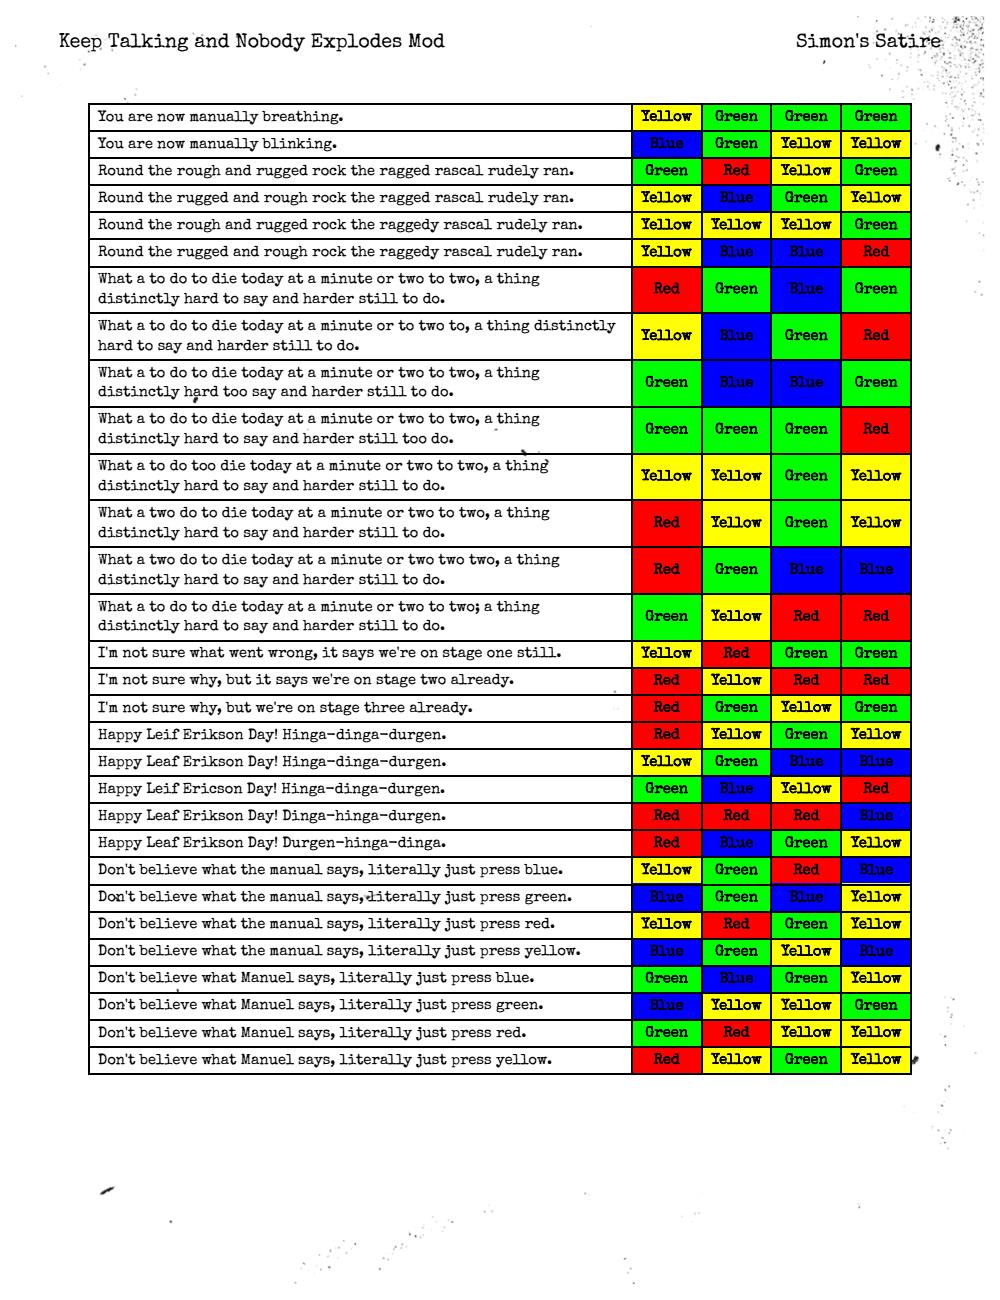 Keep Talking and Nobody Explodes Mod Simon's Satire
You are now manually breathing. Yellow Green Green Green
You are now manually blinking. Blue Green Yellow Yellow
Round the rough and rugged rock the ragged rascal rudely ran. Green Red Yellow Green
Round the rugged and rough rock the ragged rascal rudely ran. Yellow Blue Green Yellow
Round the rough and rugged rock the raggedy rascal rudely ran. Yellow Yellow Yellow Green
Round the rugged and rough rock the raggedy rascal rudely ran. Yellow Blue Blue Red
What a to do to die today at a minute or two to two, a thing
distinctly hard to say and harder still to do. Red Green Blue Green
What a to do to die today at a minute or to two to, a thing distinctly
hard to say and harder still to do. Yellow Blue Green Red
What a to do to die today at a minute or two to two, a thing
distinctly hard too say and harder still to do. Green Blue Blue Green
What a to do to die today at a minute or two to two, a thing
distinctly hard to say and harder still too do. Green Green Green Red
What a to do too die today at a minute or two to two, a thing
distinctly hard to say and harder still to do. Yellow Yellow Green Yellow
What a two do to die today at a minute or two to two, a thing
distinctly hard to say and harder still to do. Red Yellow Green Yellow
What a two do to die today at a minute or two two two, a thing
distinctly hard to say and harder still to do. Red Green Blue Blue
What a to do to die today at a minute or two to two; a thing
distinctly hard to say and harder still to do. Green Yellow Red Red
I'm not sure what went wrong, it says we're on stage one still. Yellow Red Green Green
I'm not sure why, but it says we're on stage two already. Red Yellow Red Red
I'm not sure why, but we're on stage three already. Red Green Yellow Green
Happy Leif Erikson Day! Hinga-dinga-durgen. Red Yellow Green Yellow
Happy Leaf Erikson Day! Hinga-dinga-durgen. Yellow Green Blue Blue
Happy Leif Ericson Day! Hinga-dinga-durgen. Green Blue Yellow Red
Happy Leaf Erikson Day! Dinga-hinga-durgen. Red Red Red Blue
Happy Leaf Erikson Day! Durgen-hinga-dinga. Red Blue Green Yellow
Don't believe what the manual says, literally just press blue. Yellow Green Red Blue
Don't believe what the manual says, literally just press green. Blue Green Blue Yellow
Don't believe what the manual says, literally just press red. Yellow Red Green Yellow
Don't believe what the manual says, literally just press yellow. Blue Green Yellow Blue
Don't believe what Manuel says, literally just press blue. Green Blue Green Yellow
Don't believe what Manuel says, literally just press green. Blue Yellow Yellow Green
Don't believe what Manuel says, literally just press red. Green Red Yellow Yellow
Don't believe what Manuel says, literally just press yellow. Red Yellow Green Yellow